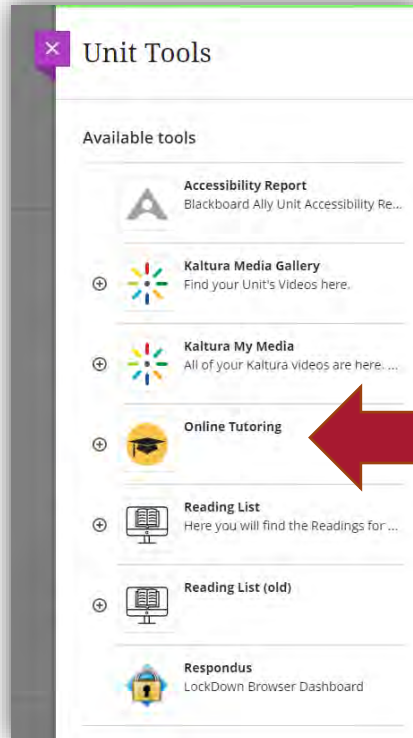 Unit Tools
Available tools
Accessibility Report
Blackboard Ally Unit Accessibility Re...
Kaltura Media Gallery
Find your Unit's Videos here.
Kaltura My Media
All of your Kaltura videos are here. ...
Online Tutoring
Reading List
Here you will find the Readings for ...
Reading List (old)
Respondus
LockDown Browser Dashboard